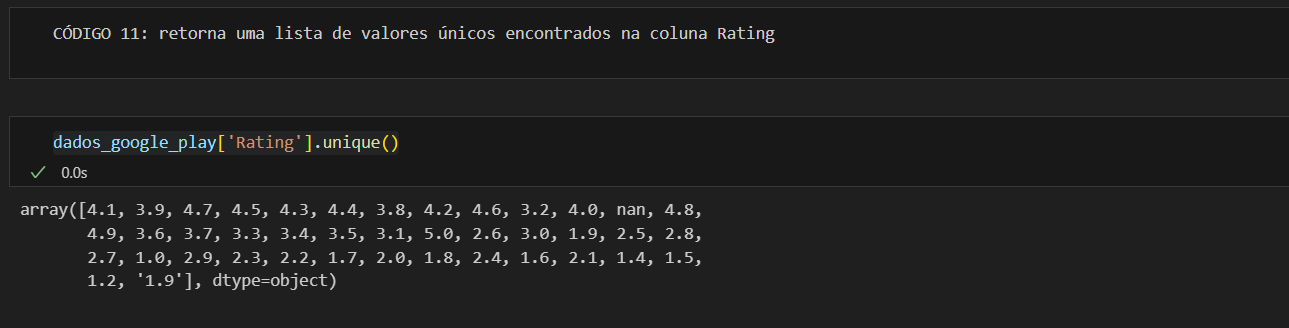 CÓDIGO 11: retorna uma lista de valores únicos encontrados na coluna Rating
dados_google_play['Rating'].unique()
0.0s
array([4.1, 3.9, 4.7, 4.5, 4.3, 4.4, 3.8, 4.2, 4.6, 3.2, 4.0, nan, 4.8,
4.9, 3.6, 3.7, 3.3, 3.4, 3.5, 3.1, 5.0, 2.6, 3.0, 1.9, 2.5, 2.8,
2.7, 1.0, 2.9, 2.3, 2.2, 1.7, 2.0, 1.8, 2.4, 1.6, 2.1, 1.4, 1.5,
1.2, '1.9'], dtype=object)